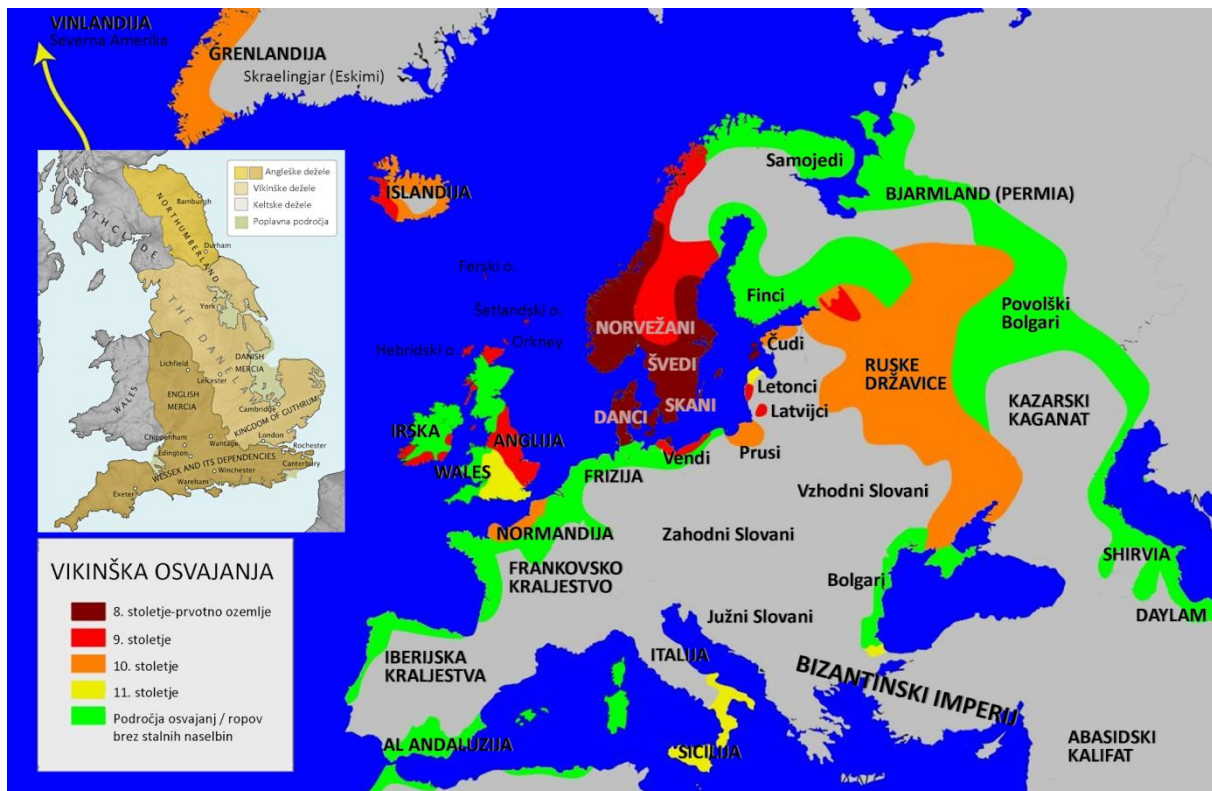 VINLANDIJA
Severna Amerika
GRENLANDIJA
Skraelingjar (Eskimi)
ISLANDIJA
Ferski o.
Šetlandski o.
Orkney
Hebridski o.
Samojedi
BJARMLAND (PERMIA)
Finci
Povolški
Bolgari
NORVEŽANI
ŠVEDI
DANCI
SKANI
Čudi
Letonci
Latvijci
Prusi
Vendi
RUSKE
DRŽAVICE
KAZARSKI
KAGANAT
IRSKA
ANGLIJA
WALES
FRIZIJA
NORMANDIJA
FRANKOVSKO
KRALJESTVO
Vzhodni Slovani
Zahodni Slovani
Južni Slovani
Bolgari
SHIRVIA
DAYLAM
IBERIJSKA
KRALJESTVA
ITALIJA
BIZANTINSKI IMPERIJ
AL ANDALUZIJA
SICILIJA
ABASIDSKI
KALIFAT
Angleške dežele
Vikinške dežele
Keltske dežele
Poplavna področja
STRATHCLYDE
NORTHUMBERLAND
Bamburgh
Durham
York
THE DANELAW
DANISH
MERCIA
Lichfield
Leicester
ENGLISH
MERCIA
WALES
Cambridge
KINGDOM OF GUTHRUM
Chippenham
Wantage
London
Rochester
Edington
Canterbury
WESSEX AND ITS DEPENDENCIES
Winchester
Exeter
Wareham
VIKINŠKA OSVAJANJA
8. stoletje-prvotno ozemlje
9. stoletje
10. stoletje
11. stoletje
Področja osvajanj / ropov
brez stalnih naselbin